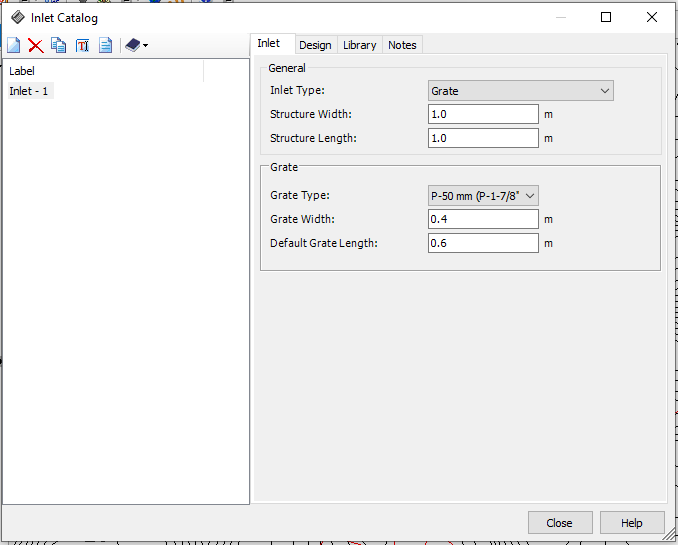 Inlet Catalog
Inlet Design Library Notes
Label
Inlet - 1
General
Inlet Type: Grate
Structure Width: 1.0 m
Structure Length: 1.0 m
Grate
Grate Type: P-50 mm (P-1-7/8"
Grate Width: 0.4 m
Default Grate Length: 0.6 m
Close Help